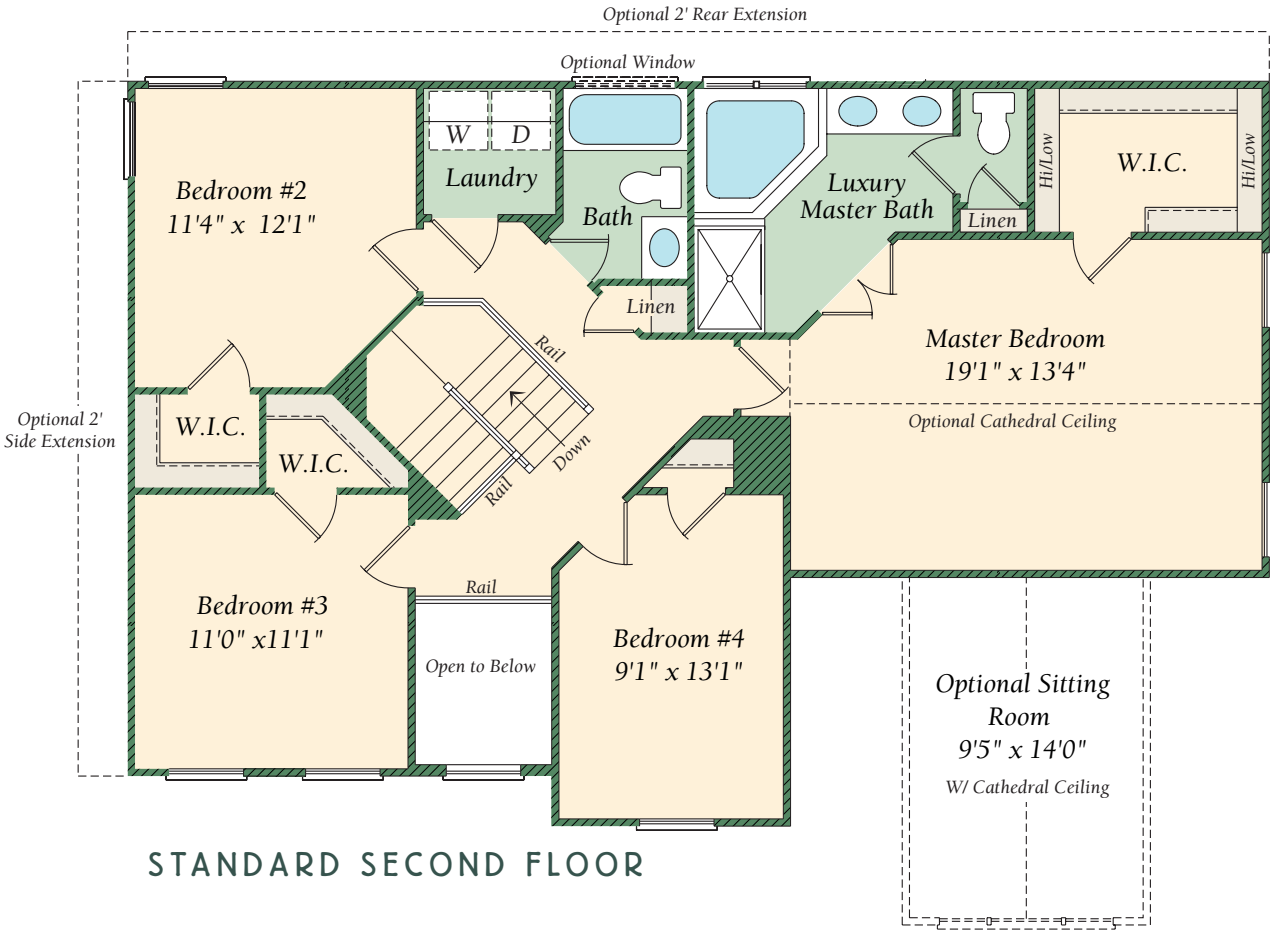 Optional 2' Rear Extension
Optional Window
W
D
Laundry
Bedroom #2
11'4" x 12'1"
Bath
Linen
Luxury
Master Bath
Linen
Hi/Low
W.I.C.
Hi/Low
Rail
Down
Rail
Master Bedroom
19'1" x 13'4"
Optional Cathedral Ceiling
Optional 2'
Side Extension
W.I.C.
W.I.C.
Bedroom #3
11'0" x11'1"
Rail
Open to Below
Bedroom #4
9'1" x 13'1"
Optional Sitting
Room
9'5" x 14'0"
W/ Cathedral Ceiling
STANDARD SECOND FLOOR